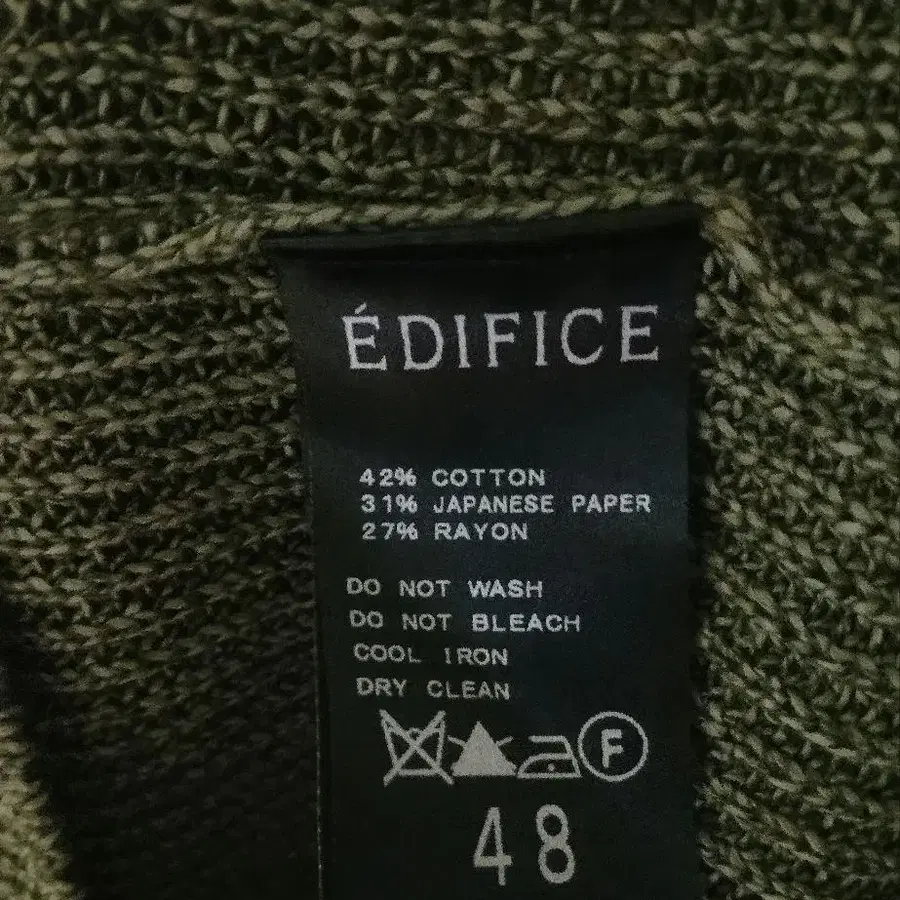 ÉDIFICE
42% COTTON
31% JAPANESE PAPER
27% RAYON
DO NOT WASH
DO NOT BLEACH
COOL IRON
DRY CLEAN
F
48